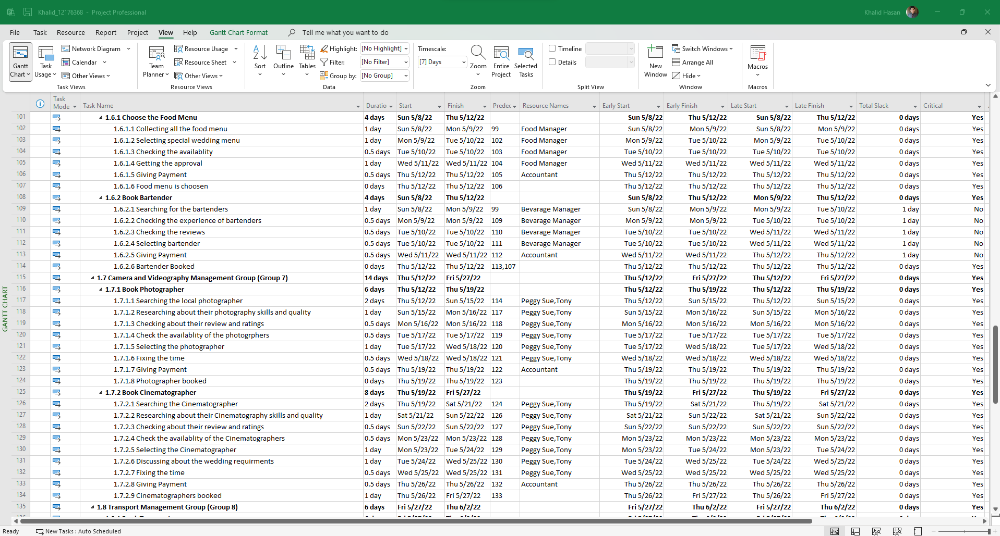 Khalid_12176368 - Project Professional
Khalid Hasan
File Task Resource Report Project View Help Gantt Chart Format Tell me what you want to do
Gantt Chart
Task Usage
Network Diagram
Calendar
Other Views
Task Views
Team Planner
Resource Usage
Resource Sheet
Other Views
Resource Views
Sort
Outline
Tables
Highlight: [No Highlight]
Filter: [No Filter]
Group by: [No Group]
Data
Timescale:
[7] Days
Zoom
Entire Project
Selected Tasks
Zoom
Timeline
Details
Split View
New Window
Switch Windows
Arrange All
Hide
Window
Macros
Macros
Task Mode Task Name Duratio Start Finish Predec Resource Names Early Start Early Finish Late Start Late Finish Total Slack Critical
101 1.6.1 Choose the Food Menu 4 days Sun 5/8/22 Thu 5/12/22 Sun 5/8/22 Thu 5/12/22 Sun 5/8/22 Thu 5/12/22 0 days Yes
102 1.6.1.1 Collecting all the food menu 1 day Sun 5/8/22 Mon 5/9/22 99 Food Manager Sun 5/8/22 Mon 5/9/22 Sun 5/8/22 Mon 5/9/22 0 days Yes
103 1.6.1.2 Selecting special wedding menu 1 day Mon 5/9/22 Tue 5/10/22 102 Food Manager Mon 5/9/22 Tue 5/10/22 Mon 5/9/22 Tue 5/10/22 0 days Yes
104 1.6.1.3 Checking the availablity 0.5 days Tue 5/10/22 Tue 5/10/22 103 Food Manager Tue 5/10/22 Tue 5/10/22 Tue 5/10/22 Tue 5/10/22 0 days Yes
105 1.6.1.4 Getting the approval 1 day Wed 5/11/22 Wed 5/11/22 104 Food Manager Wed 5/11/22 Wed 5/11/22 Wed 5/11/22 Wed 5/11/22 0 days Yes
106 1.6.1.5 Giving Payment 0.5 days Thu 5/12/22 Thu 5/12/22 105 Accountant Thu 5/12/22 Thu 5/12/22 Thu 5/12/22 Thu 5/12/22 0 days Yes
107 1.6.1.6 Food menu is choosen 0 days Thu 5/12/22 Thu 5/12/22 106 Thu 5/12/22 Thu 5/12/22 Thu 5/12/22 Thu 5/12/22 0 days Yes
108 1.6.2 Book Bartender 4 days Sun 5/8/22 Thu 5/12/22 Sun 5/8/22 Thu 5/12/22 Mon 5/9/22 Thu 5/12/22 0 days Yes
109 1.6.2.1 Searching for the bartenders 1 day Sun 5/8/22 Mon 5/9/22 99 Bevarage Manager Sun 5/8/22 Mon 5/9/22 Mon 5/9/22 Tue 5/10/22 1 day No
110 1.6.2.2 Checking the experience of bartenders 0.5 days Mon 5/9/22 Mon 5/9/22 109 Bevarage Manager Mon 5/9/22 Mon 5/9/22 Tue 5/10/22 Tue 5/10/22 1 day No
111 1.6.2.3 Checking the reviews 0.5 days Tue 5/10/22 Tue 5/10/22 110 Bevarage Manager Tue 5/10/22 Tue 5/10/22 Wed 5/11/22 Wed 5/11/22 1 day No
112 1.6.2.4 Selecting bartender 0.5 days Tue 5/10/22 Tue 5/10/22 111 Bevarage Manager Tue 5/10/22 Tue 5/10/22 Wed 5/11/22 Wed 5/11/22 1 day No
113 1.6.2.5 Giving Payment 0.5 days Wed 5/11/22 Wed 5/11/22 112 Accountant Wed 5/11/22 Wed 5/11/22 Thu 5/12/22 Thu 5/12/22 1 day No
114 1.6.2.6 Bartender Booked 0 days Thu 5/12/22 Thu 5/12/22 113,107 Thu 5/12/22 Thu 5/12/22 Thu 5/12/22 Thu 5/12/22 0 days Yes
115 1.7 Camera and Videography Management Group (Group 7) 14 days Thu 5/12/22 Fri 5/27/22 Thu 5/12/22 Fri 5/27/22 Thu 5/12/22 Fri 5/27/22 0 days Yes
116 1.7.1 Book Photographer 6 days Thu 5/12/22 Thu 5/19/22 Thu 5/12/22 Thu 5/19/22 Thu 5/12/22 Thu 5/19/22 0 days Yes
117 1.7.1.1 Searching the local photographer 2 days Thu 5/12/22 Sun 5/15/22 114 Peggy Sue,Tony Thu 5/12/22 Sun 5/15/22 Thu 5/12/22 Sun 5/15/22 0 days Yes
118 1.7.1.2 Researching about their photography skills and quality 1 day Sun 5/15/22 Mon 5/16/22 117 Peggy Sue,Tony Sun 5/15/22 Mon 5/16/22 Sun 5/15/22 Mon 5/16/22 0 days Yes
119 1.7.1.3 Checking about their review and ratings 0.5 days Mon 5/16/22 Mon 5/16/22 118 Peggy Sue,Tony Mon 5/16/22 Mon 5/16/22 Mon 5/16/22 Mon 5/16/22 0 days Yes
120 1.7.1.4 Check the availablity of the photogrphers 0.5 days Tue 5/17/22 Tue 5/17/22 119 Peggy Sue,Tony Tue 5/17/22 Tue 5/17/22 Tue 5/17/22 Tue 5/17/22 0 days Yes
121 1.7.1.5 Selecting the photographer 1 day Tue 5/17/22 Wed 5/18/22 120 Peggy Sue,Tony Tue 5/17/22 Wed 5/18/22 Tue 5/17/22 Wed 5/18/22 0 days Yes
122 1.7.1.6 Fixing the time 0.5 days Wed 5/18/22 Wed 5/18/22 121 Peggy Sue,Tony Wed 5/18/22 Wed 5/18/22 Wed 5/18/22 Wed 5/18/22 0 days Yes
123 1.7.1.7 Giving Payment 0.5 days Thu 5/19/22 Thu 5/19/22 122 Accountant Thu 5/19/22 Thu 5/19/22 Thu 5/19/22 Thu 5/19/22 0 days Yes
124 1.7.1.8 Photographer booked 0 days Thu 5/19/22 Thu 5/19/22 123 Thu 5/19/22 Thu 5/19/22 Thu 5/19/22 Thu 5/19/22 0 days Yes
125 1.7.2 Book Cinematographer 8 days Thu 5/19/22 Fri 5/27/22 Thu 5/19/22 Fri 5/27/22 Thu 5/19/22 Fri 5/27/22 0 days Yes
126 1.7.2.1 Searching the Cinematographer 2 days Thu 5/19/22 Sat 5/21/22 124 Peggy Sue,Tony Thu 5/19/22 Sat 5/21/22 Thu 5/19/22 Sat 5/21/22 0 days Yes
127 1.7.2.2 Researching about their Cinematography skills and quality 1 day Sat 5/21/22 Sun 5/22/22 126 Peggy Sue,Tony Sat 5/21/22 Sun 5/22/22 Sat 5/21/22 Sun 5/22/22 0 days Yes
128 1.7.2.3 Checking about their review and ratings 0.5 days Sun 5/22/22 Sun 5/22/22 127 Peggy Sue,Tony Sun 5/22/22 Sun 5/22/22 Sun 5/22/22 Sun 5/22/22 0 days Yes
129 1.7.2.4 Check the availablity of the Cinematographers 0.5 days Mon 5/23/22 Mon 5/23/22 128 Peggy Sue,Tony Mon 5/23/22 Mon 5/23/22 Mon 5/23/22 Mon 5/23/22 0 days Yes
130 1.7.2.5 Selecting the Cinematographer 1 day Mon 5/23/22 Tue 5/24/22 129 Peggy Sue,Tony Mon 5/23/22 Tue 5/24/22 Mon 5/23/22 Tue 5/24/22 0 days Yes
131 1.7.2.6 Discussing about the wedding requirments 1 day Tue 5/24/22 Wed 5/25/22 130 Peggy Sue,Tony Tue 5/24/22 Wed 5/25/22 Tue 5/24/22 Wed 5/25/22 0 days Yes
132 1.7.2.7 Fixing the time 0.5 days Wed 5/25/22 Wed 5/25/22 131 Peggy Sue,Tony Wed 5/25/22 Wed 5/25/22 Wed 5/25/22 Wed 5/25/22 0 days Yes
133 1.7.2.8 Giving Payment 0.5 days Thu 5/26/22 Thu 5/26/22 132 Accountant Thu 5/26/22 Thu 5/26/22 Thu 5/26/22 Thu 5/26/22 0 days Yes
134 1.7.2.9 Cinematographers booked 1 day Thu 5/26/22 Fri 5/27/22 133 Thu 5/26/22 Fri 5/27/22 Thu 5/26/22 Fri 5/27/22 0 days Yes
135 1.8 Transport Management Group (Group 8) 6 days Fri 5/27/22 Thu 6/2/22 Fri 5/27/22 Thu 6/2/22 Fri 5/27/22 Thu 6/2/22 0 days Yes
GANTT CHART
Ready New Tasks : Auto Scheduled